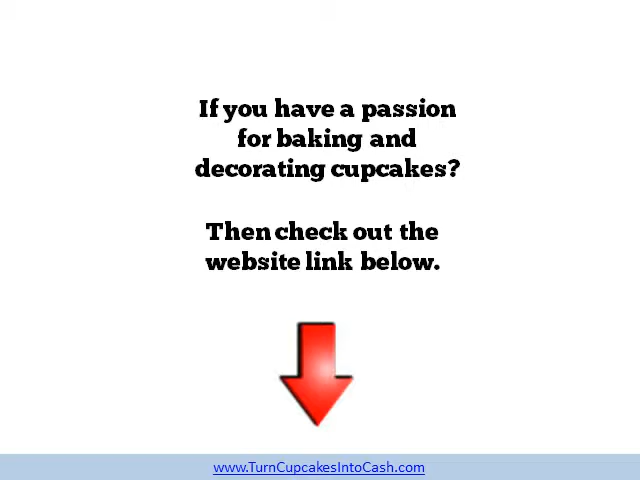 If you have a passion
for baking and
decorating cupcakes?
Then check out the
website link below.
www.TurnCupcakesIntoCash.com